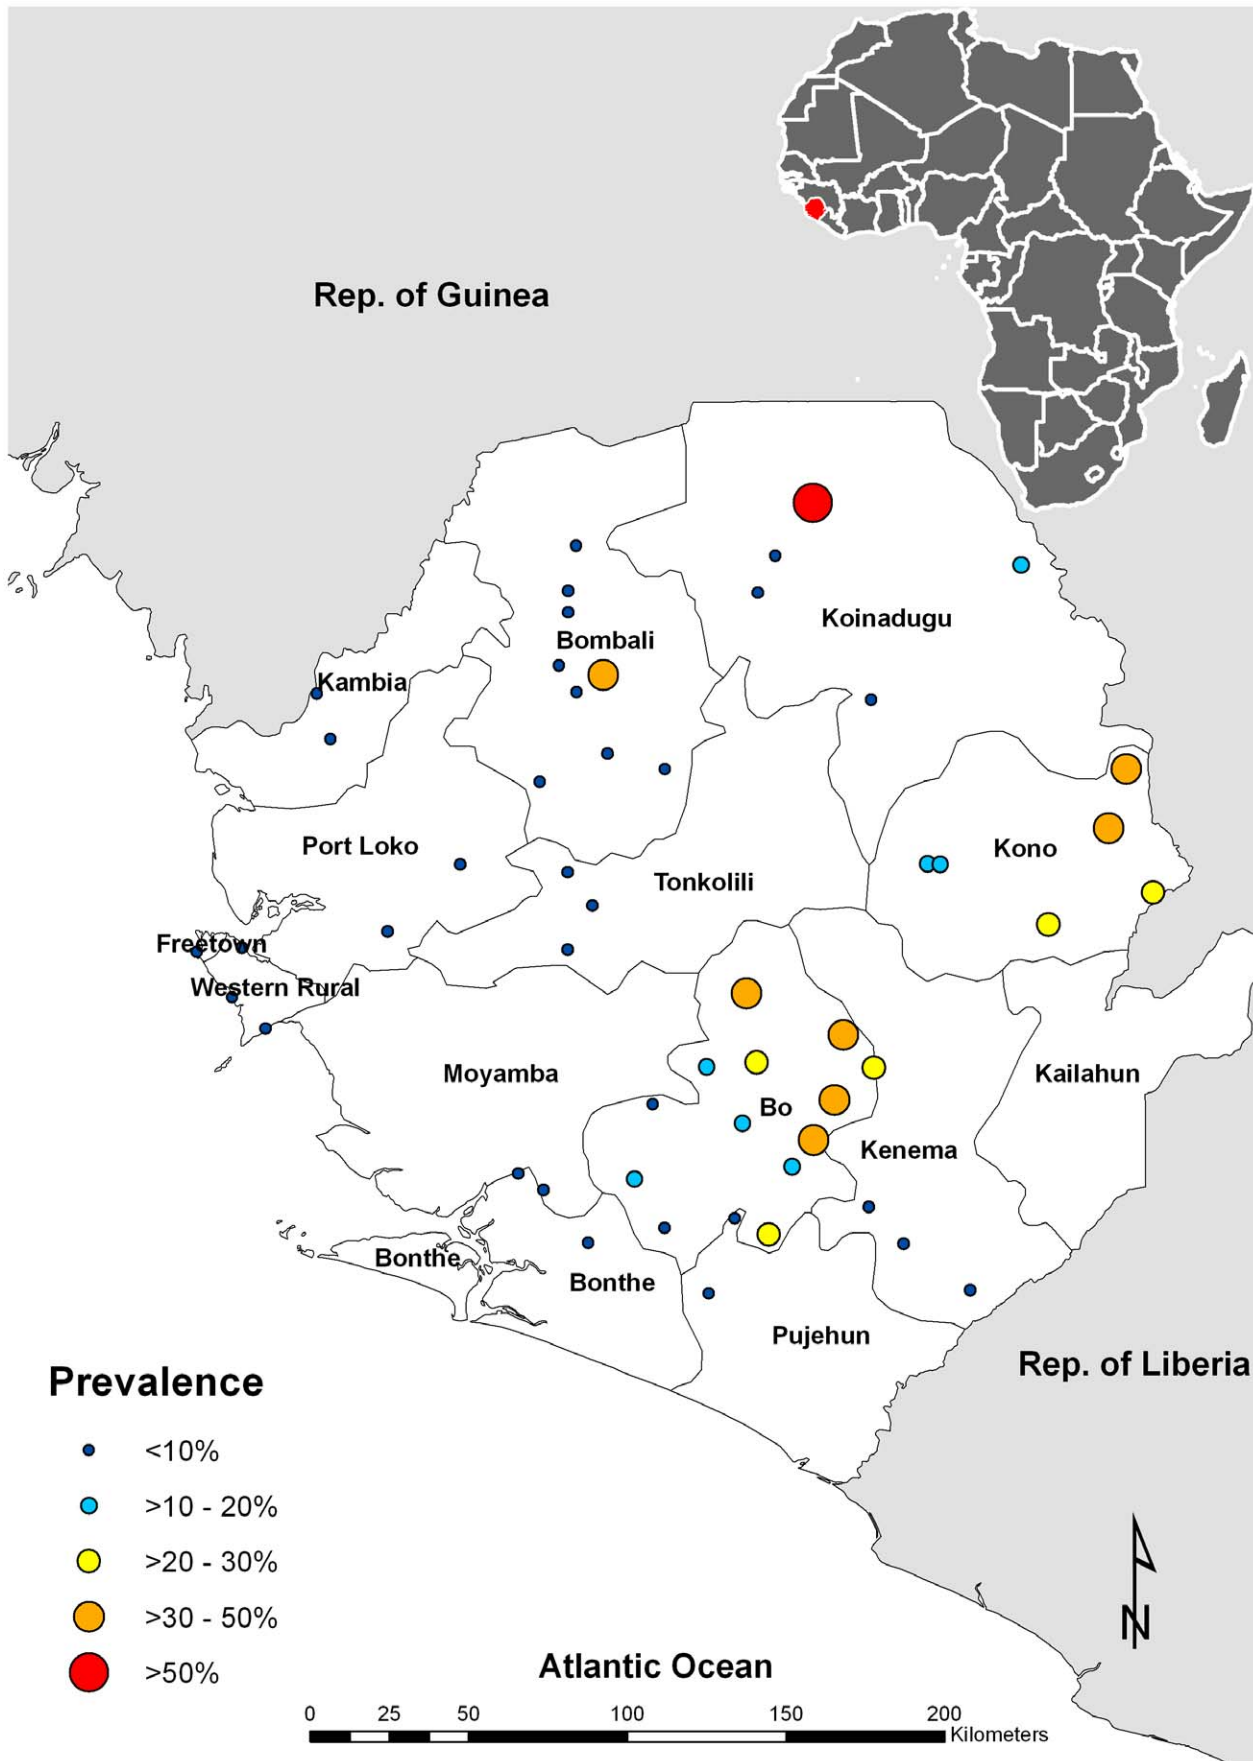 Rep. of Guinea
Koinadugu
Bombali
Kambia
Port Loko
Kono
Tonkolili
Freetown
Western Rural
Moyamba
Kailahun
Bo
Kenema
Bonthe
Bonthe
Pujehun
Rep. of Liberia
Prevalence
<10%
>10 - 20%
>20 - 30%
>30 - 50%
>50%
N
Atlantic Ocean
0 25 50 100 150 200
Kilometers